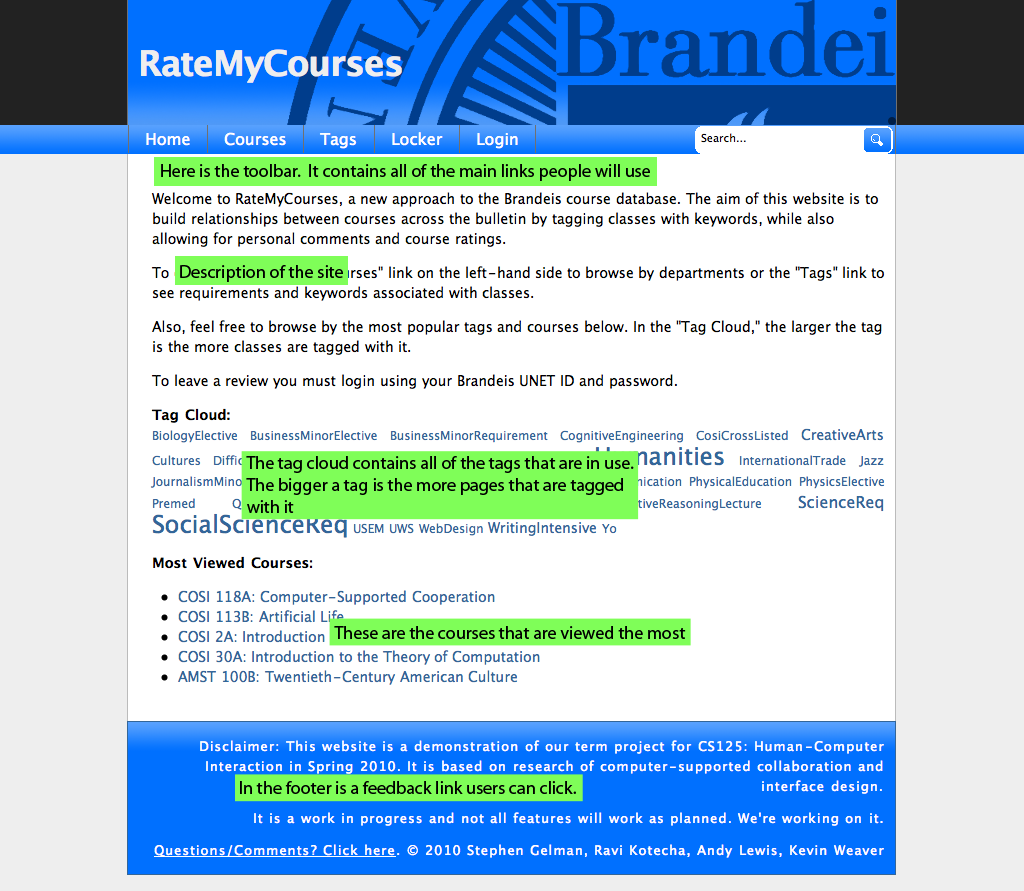 RateMyCourses
Brandei
Home Courses Tags Locker Login Search...
Here is the toolbar. It contains all of the main links people will use
Welcome to RateMyCourses, a new approach to the Brandeis course database. The aim of this website is to
build relationships between courses across the bulletin by tagging classes with keywords, while also
allowing for personal comments and course ratings.
To Description of the site urses" link on the left-hand side to browse by departments or the "Tags" link to
see requirements and keywords associated with classes.
Also, feel free to browse by the most popular tags and courses below. In the "Tag Cloud," the larger the tag
is the more classes are tagged with it.
To leave a review you must login using your Brandeis UNET ID and password.
Tag Cloud:
BiologyElective BusinessMinorElective BusinessMinorRequirement CognitiveEngineering CosiCrossListed CreativeArts
Cultures manities InternationalTrade Jazz
The tag cloud contains all of the tags that are in use.
JournalismMino nication PhysicalEducation PhysicsElective
The bigger a tag is the more pages that are tagged
Premed Q tiveReasoningLecture ScienceReq
with it
SocialScienceReq USEM UWS WebDesign WritingIntensive Yo
Most Viewed Courses:
• COSI 118A: Computer-Supported Cooperation
• COSI 113B: Artificial Life
• COSI 2A: Introduction These are the courses that are viewed the most
• COSI 30A: Introduction to the Theory of Computation
• AMST 100B: Twentieth-Century American Culture
Disclaimer: This website is a demonstration of our term project for CS125: Human-Computer
Interaction in Spring 2010. It is based on research of computer-supported collaboration and
In the footer is a feedback link users can click. interface design.
It is a work in progress and not all features will work as planned. We're working on it.
Questions/Comments? Click here. © 2010 Stephen Gelman, Ravi Kotecha, Andy Lewis, Kevin Weaver